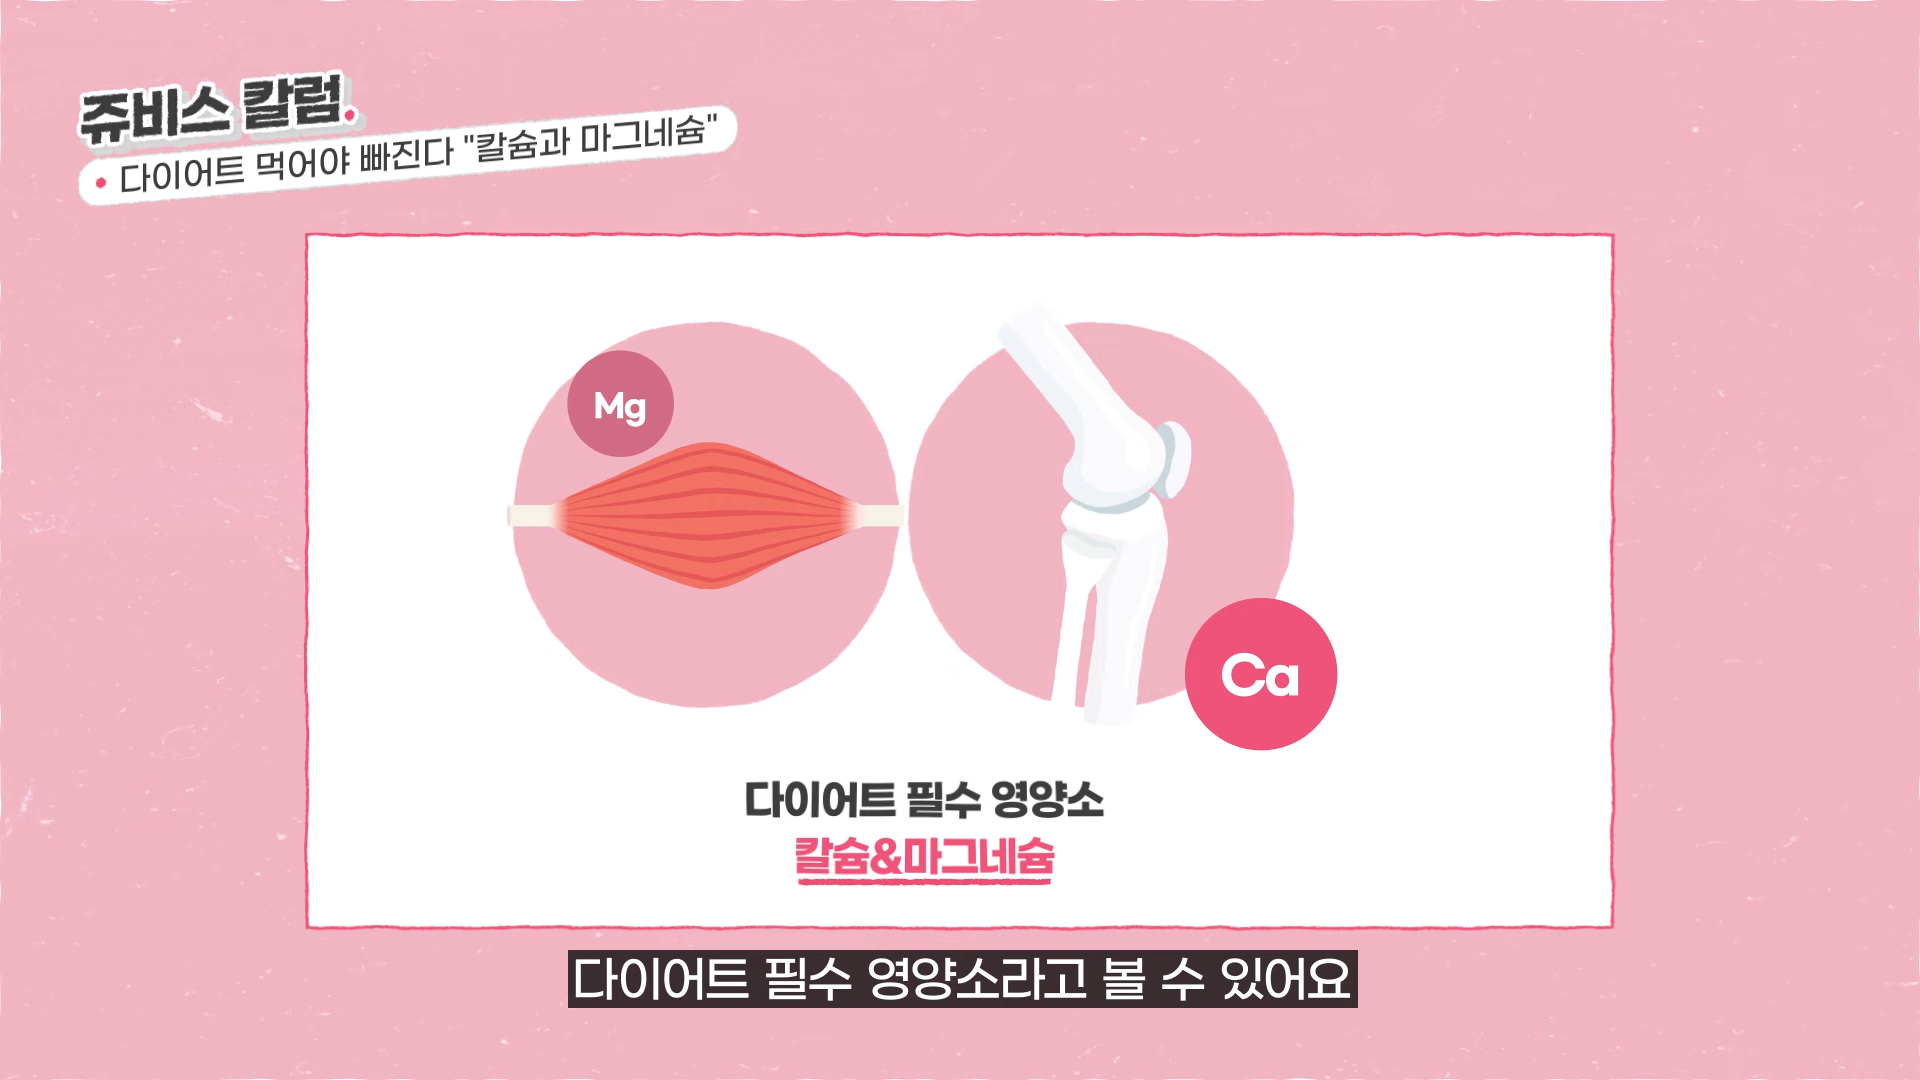 쥬비스 칼럼.
• 다이어트 먹어야 빠진다 "칼슘과 마그네슘"
Mg
Ca
다이어트 필수 영양소
칼슘&마그네슘
다이어트 필수 영양소라고 볼 수 있어요